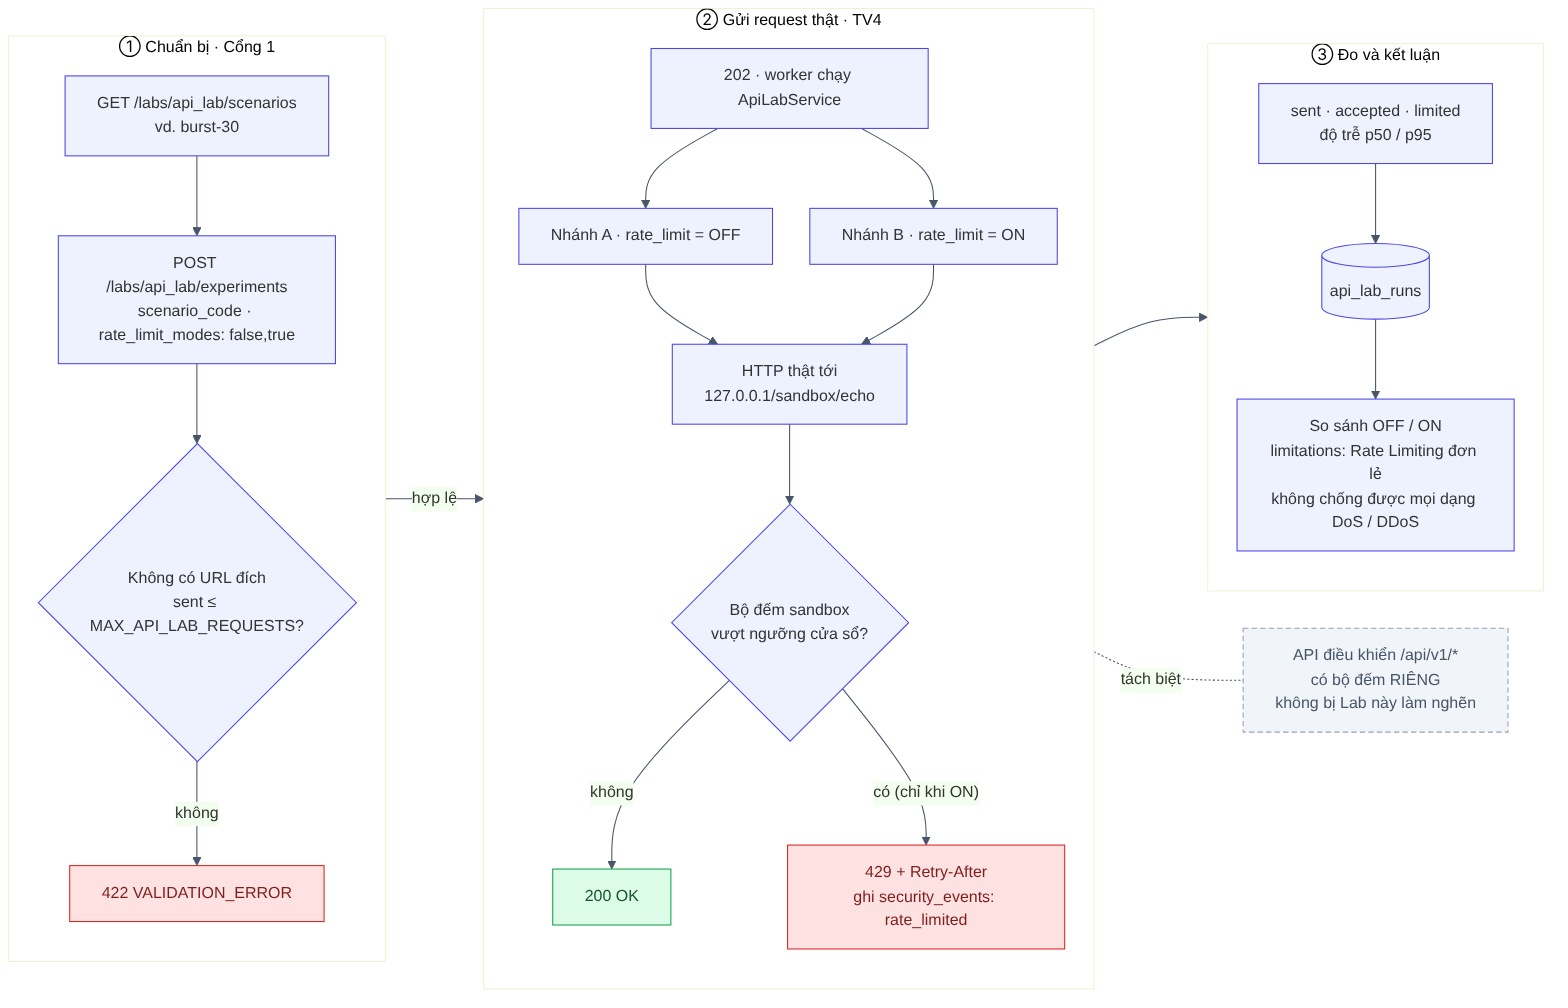 ① Chuẩn bị · Cổng 1
GET /labs/api_lab/scenarios
vd. burst-30
POST
/labs/api_lab/experiments
scenario_code ·
rate_limit_modes: false,true
Không có URL đích
sent ≤
MAX_API_LAB_REQUESTS?
không
422 VALIDATION_ERROR
hợp lệ
② Gửi request thật · TV4
202 · worker chạy
ApiLabService
Nhánh A · rate_limit = OFF
Nhánh B · rate_limit = ON
HTTP thật tới
127.0.0.1/sandbox/echo
Bộ đếm sandbox
vượt ngưỡng cửa sổ?
không
có (chỉ khi ON)
200 OK
429 + Retry-After
ghi security_events:
rate_limited
③ Đo và kết luận
sent · accepted · limited
độ trễ p50 / p95
api_lab_runs
So sánh OFF / ON
limitations: Rate Limiting đơn
lẻ
không chống được mọi dạng
DoS / DDoS
tách biệt
API điều khiển /api/v1/*
có bộ đếm RIÊNG
không bị Lab này làm nghẽn